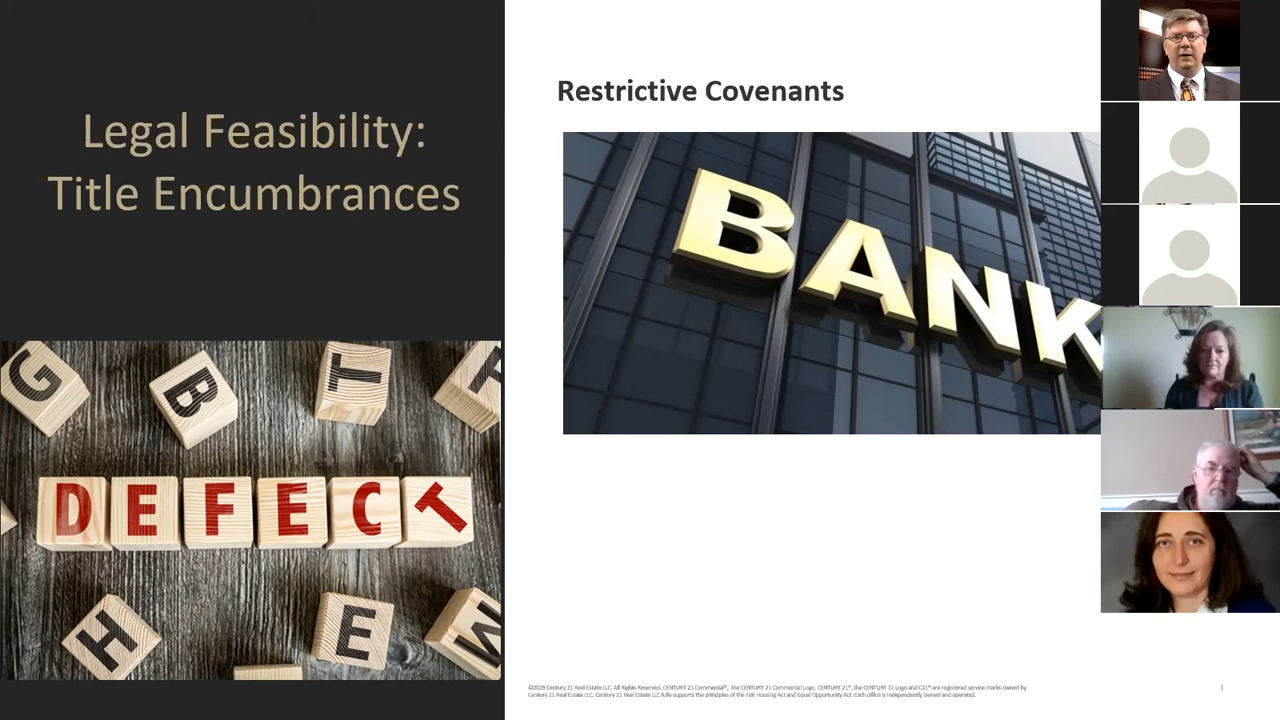 Legal Feasibility:
Title Encumbrances
Restrictive Covenants
BANK
G
B
T
DEFECT
H
E
©2019 Century 21 Real Estate LLC. All Rights Reserved. CENTURY 21 Commercial®, the CENTURY 21 Commercial Logo, CENTURY 21®, the CENTURY 21 Logo and C21® are registered service marks owned by
Century 21 Real Estate LLC. Century 21 Real Estate LLC fully supports the principles of the Fair Housing Act and Equal Opportunity Act. Each office is independently owned and operated.